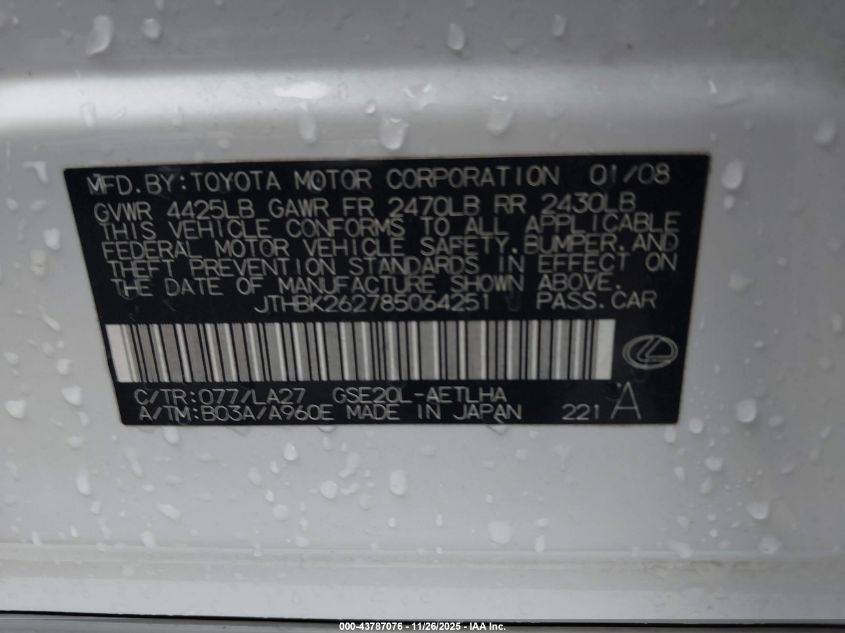 MFD.BY:TOYOTA MOTOR CORPORATION 01/08
GVWR 4425LB GAWR FR 2470LB RR 2430LB
THIS VEHICLE CONFORMS TO ALL APPLICABLE
FEDERAL MOTOR VEHICLE SAFETY,BUMPER,AND
THEFT PREVENTION STANDARDS IN EFFECT ON
THE DATE OF MANUFACTURE SHOWN ABOVE.
JTHBK262785064251 PASS.CAR
C/TR:077/LA27 GSE20L-AETLHA
A/TM:B03A/A960E MADE IN JAPAN 221 A
000-43787076 - 11/26/2025 - IAA Inc.